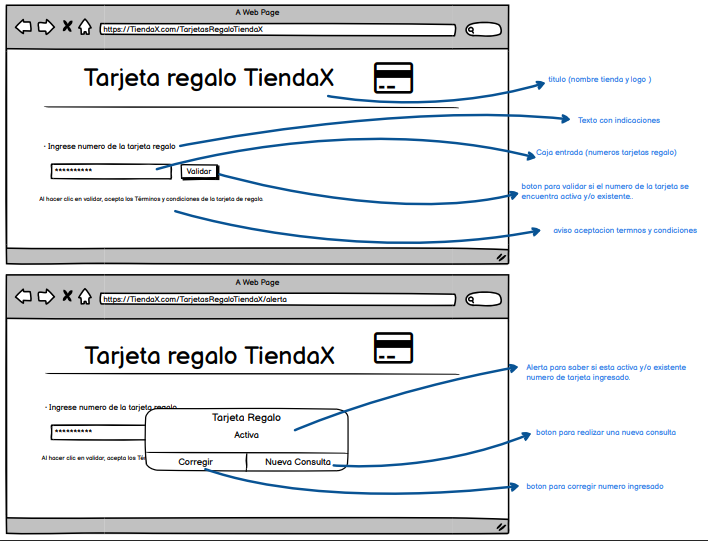 A Web Page
https://TiendaX.com/TarjetasRegaloTiendaX
Tarjeta regalo TiendaX
titulo (nombre tienda y logo )
Texto con indicaciones
· Ingrese numero de la tarjeta regalo
Caja entrada (numeros tarjetas regalo)
**********
Validar
boton para validar si el numero de la tarjeta se
encuentra activa y/o existente..
Al hacer clic en validar, acepta los Términos y condiciones de la tarjeta de regalo
aviso aceptacion termnos y condiciones
A Web Page
https://TiendaX.com/TarjetasRegaloTiendaX/alerta
Tarjeta regalo TiendaX
Alerta para saber si esta activa y/o existente
numero de tarjeta ingresado.
· Ingrese numero de la tarjeta regalo
Tarjeta Regalo
**********
Activa
boton para realizar una nueva consulta
Al hacer clic en validar, acepta los Tér
Corregir
Nueva Consulta
boton para corregir numero ingresado